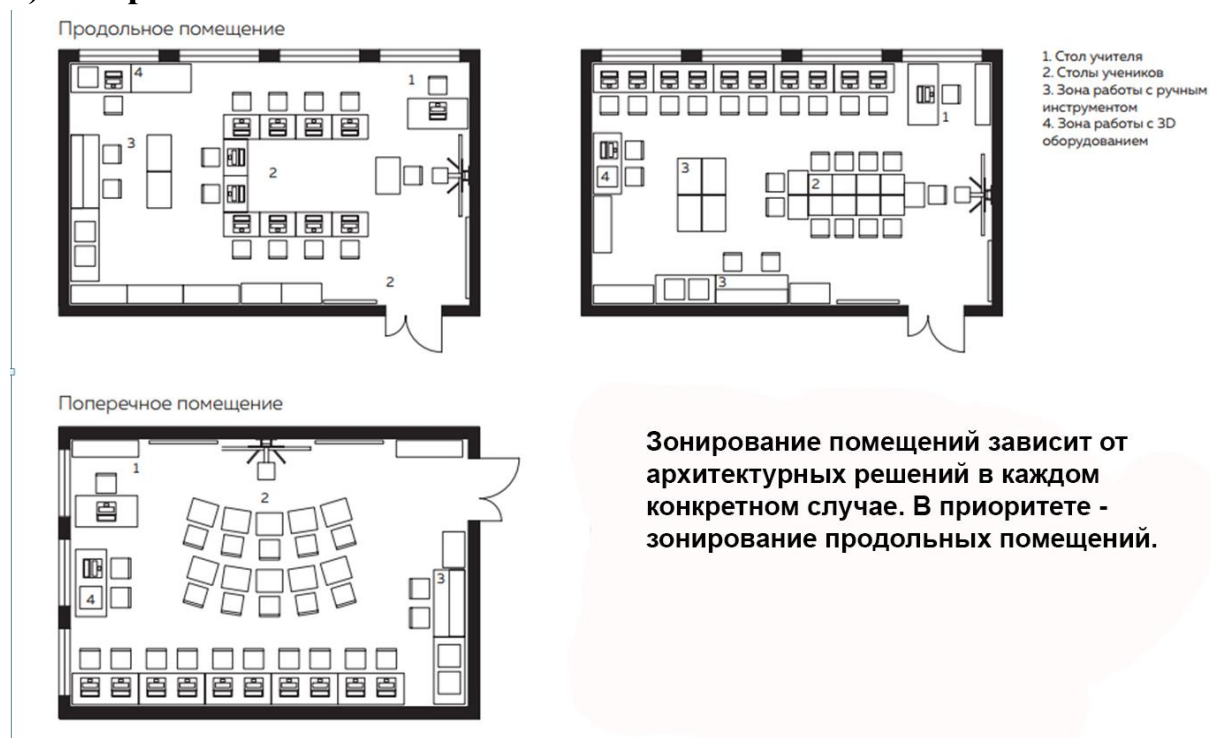 Продольное помещение
1. Стол учителя
2. Столы учеников
3. Зона работы с ручным
инструментом
4. Зона работы с 3D
оборудованием
4
1
3
2
2
1
3
4
2
3
Поперечное помещение
1
2
3
4
Зонирование помещений зависит от
архитектурных решений в каждом
конкретном случае. В приоритете -
зонирование продольных помещений.